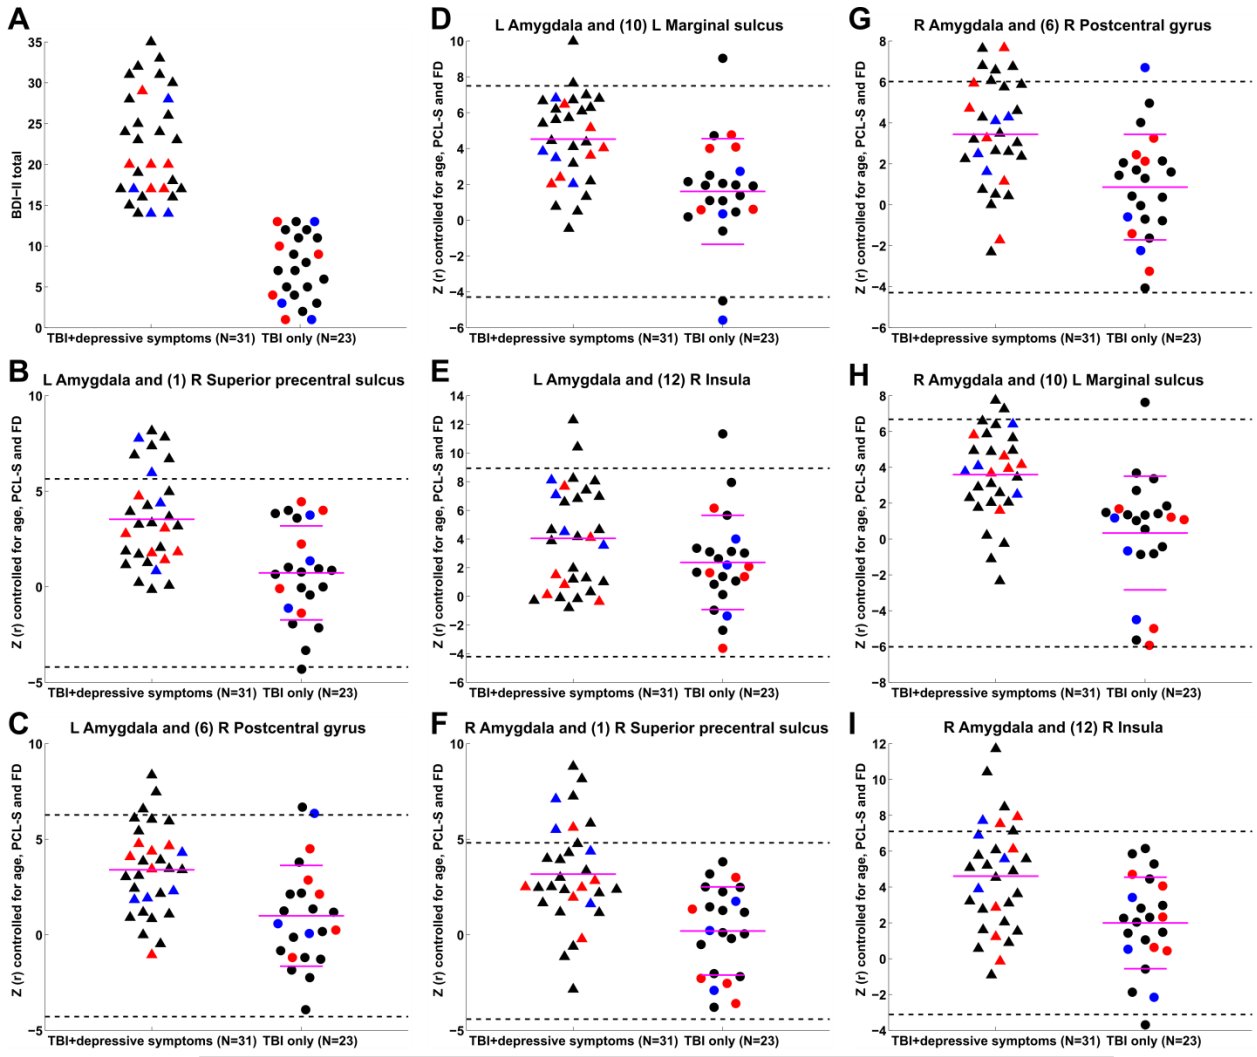 A
BDI-II total
35
30
25
20
15
10
5
0
TBI+depressive symptoms (N=31) TBI only (N=23)
B
L Amygdala and (1) R Superior precentral sulcus
Z (r) controlled for age, PCL-S and FD
10
5
0
−5
TBI+depressive symptoms (N=31) TBI only (N=23)
C
L Amygdala and (6) R Postcentral gyrus
Z (r) controlled for age, PCL-S and FD
10
5
0
−5
TBI+depressive symptoms (N=31) TBI only (N=23)
D
L Amygdala and (10) L Marginal sulcus
Z (r) controlled for age, PCL-S and FD
10
8
6
4
2
0
−2
−4
−6
TBI+depressive symptoms (N=31) TBI only (N=23)
E
L Amygdala and (12) R Insula
Z (r) controlled for age, PCL-S and FD
14
12
10
8
6
4
2
0
−2
−4
−6
TBI+depressive symptoms (N=31) TBI only (N=23)
F
R Amygdala and (1) R Superior precentral sulcus
Z (r) controlled for age, PCL-S and FD
10
5
0
−5
TBI+depressive symptoms (N=31) TBI only (N=23)
G
R Amygdala and (6) R Postcentral gyrus
Z (r) controlled for age, PCL-S and FD
8
6
4
2
0
−2
−4
−6
TBI+depressive symptoms (N=31) TBI only (N=23)
H
R Amygdala and (10) L Marginal sulcus
Z (r) controlled for age, PCL-S and FD
8
6
4
2
0
−2
−4
−6
−8
TBI+depressive symptoms (N=31) TBI only (N=23)
I
R Amygdala and (12) R Insula
Z (r) controlled for age, PCL-S and FD
12
10
8
6
4
2
0
−2
−4
TBI+depressive symptoms (N=31) TBI only (N=23)